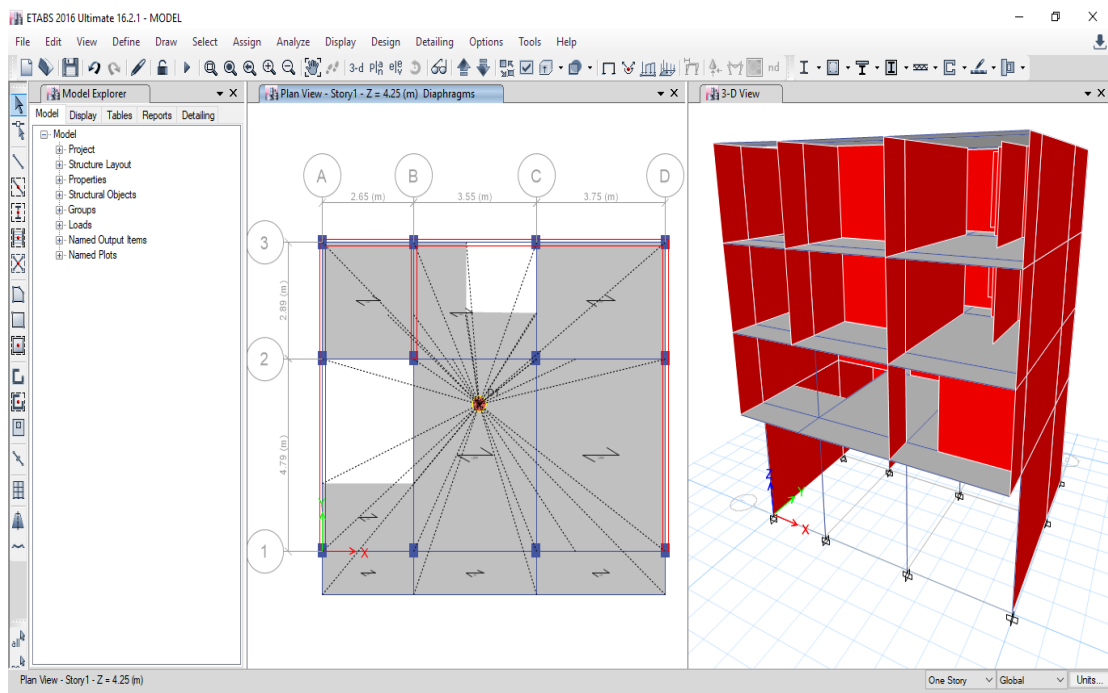 ETABS 2016 Ultimate 16.2.1 - MODEL
File Edit View Define Draw Select Assign Analyze Display Design Detailing Options Tools Help
3-d nd
Model Explorer
Model Display Tables Reports Detailing
Model
Project
Structure Layout
Properties
Structural Objects
Groups
Loads
Named Output Items
Named Plots
all
Plan View - Story1 - Z = 4.25 (m) Diaphragms
A B C D
2.65 (m) 3.55 (m) 3.75 (m)
3
2.89 (m)
2
4.79 (m)
Y
1
X
3-D View
Z
Y
X
Plan View - Story1 - Z = 4.25 (m) One Story Global Units...